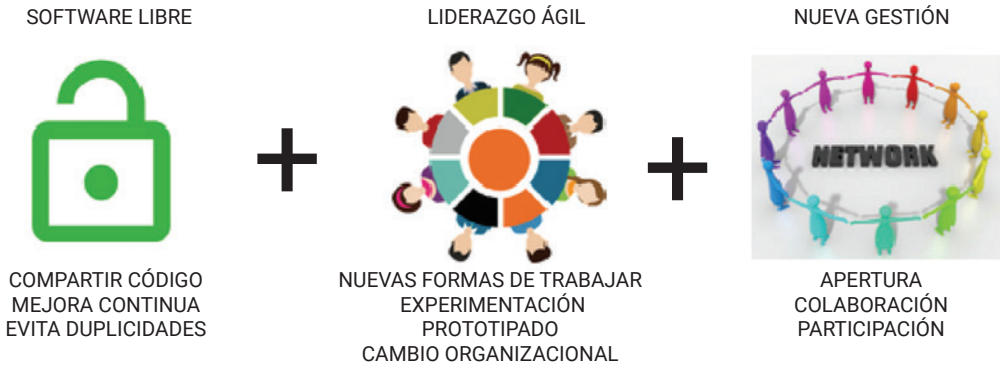 SOFTWARE LIBRE
COMPARTIR CÓDIGO
MEJORA CONTINUA
EVITA DUPLICIDADES
+
LIDERAZGO ÁGIL
NUEVAS FORMAS DE TRABAJAR
EXPERIMENTACIÓN
PROTOTIPADO
CAMBIO ORGANIZACIONAL
+
NUEVA GESTIÓN
NETWORK
APERTURA
COLABORACIÓN
PARTICIPACIÓN